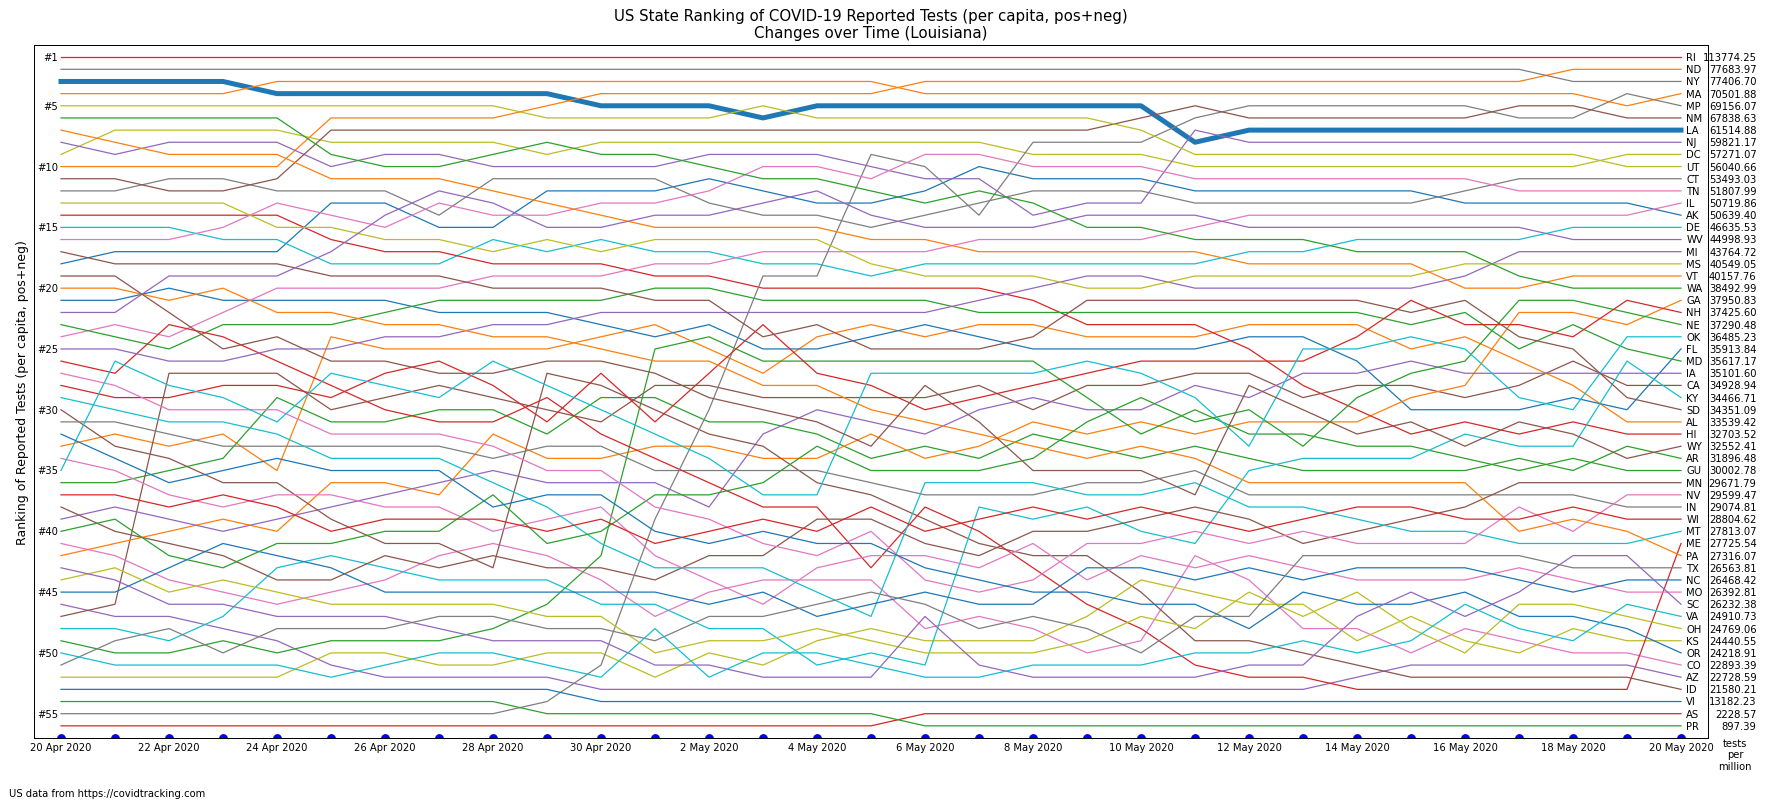 US State Ranking of COVID-19 Reported Tests (per capita, pos+neg)
Changes over Time (Louisiana)
Ranking of Reported Tests (per capita, pos+neg)
#1
#5
#10
#15
#20
#25
#30
#35
#40
#45
#50
#55
RI 113774.25
ND 77683.97
NY 77406.70
MA 70501.88
MP 69156.07
NM 67838.63
LA 61514.88
NJ 59821.17
DC 57271.07
UT 56040.66
CT 53493.03
TN 51807.99
IL 50719.86
AK 50639.40
DE 46635.53
WV 44998.93
MI 43764.72
MS 40549.05
VT 40157.76
WA 38492.99
GA 37950.83
NH 37425.60
NE 37290.48
OK 36485.23
FL 35913.84
MD 35617.17
IA 35101.60
CA 34928.94
KY 34466.71
SD 34351.09
AL 33539.42
HI 32703.52
WY 32552.41
AR 31896.48
GU 30002.78
MN 29671.79
NV 29599.47
IN 29074.81
WI 28804.62
MT 27813.07
ME 27725.54
PA 27316.07
TX 26563.81
NC 26468.42
MO 26392.81
SC 26232.38
VA 24910.73
OH 24769.06
KS 24440.55
OR 24218.91
CO 22893.39
AZ 22728.59
ID 21580.21
VI 13182.23
AS 2228.57
PR 897.39
20 Apr 2020 22 Apr 2020 24 Apr 2020 26 Apr 2020 28 Apr 2020 30 Apr 2020 2 May 2020 4 May 2020 6 May 2020 8 May 2020 10 May 2020 12 May 2020 14 May 2020 16 May 2020 18 May 2020 20 May 2020
tests
per
million
US data from https://covidtracking.com